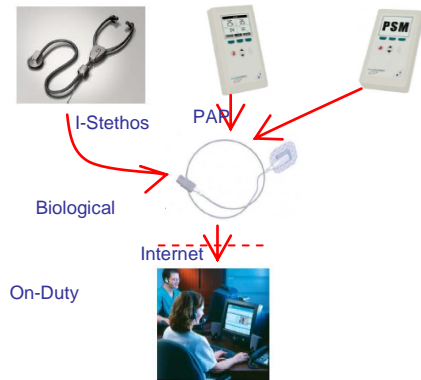 PSM
I-Stethos
PAP
Biological
Internet
On-Duty